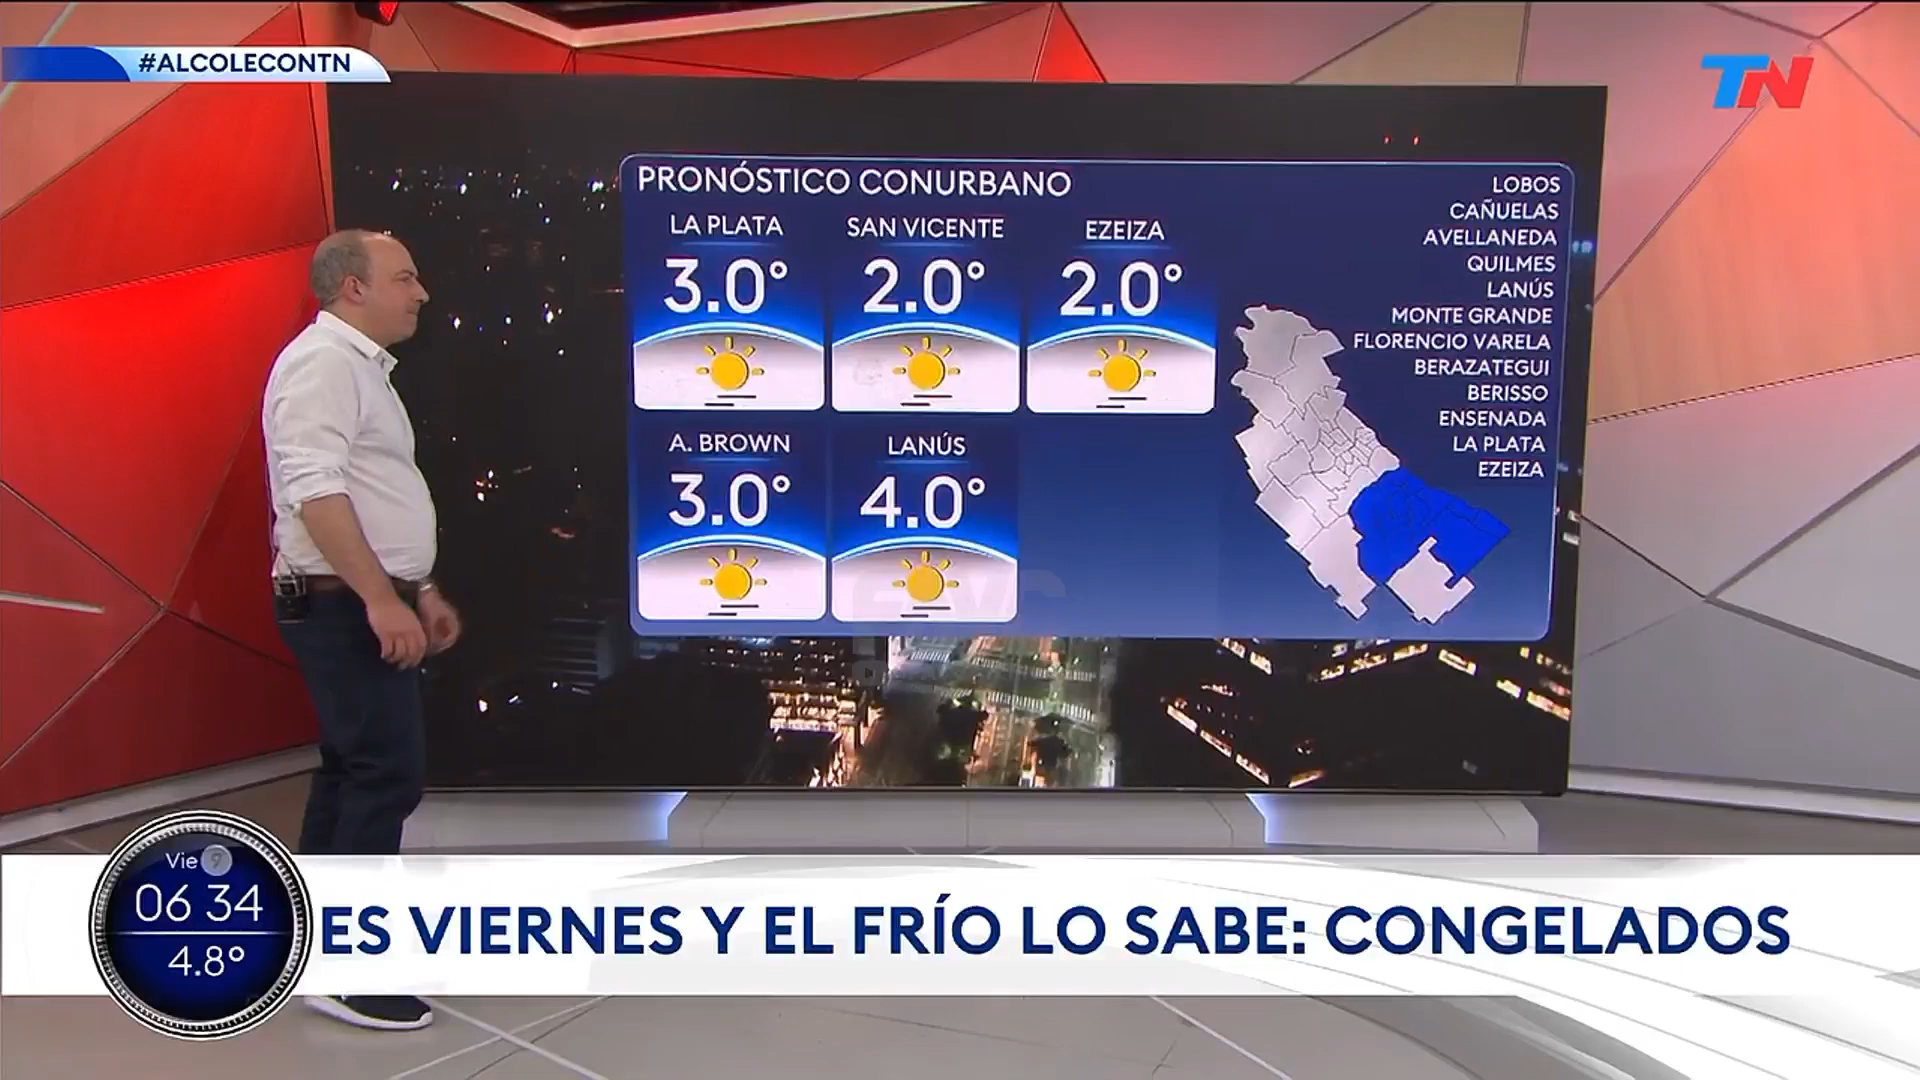 #ALCOLECONTN
TN
PRONÓSTICO CONURBANO
LA PLATA
3.0°
SAN VICENTE
2.0°
EZEIZA
2.0°
A. BROWN
3.0°
LANÚS
4.0°
LOBOS
CAÑUELAS
AVELLANEDA
QUILMES
LANÚS
MONTE GRANDE
FLORENCIO VARELA
BERAZATEGUI
BERISSO
ENSENADA
LA PLATA
EZEIZA
Vie 9
06 34
4.8°
ES VIERNES Y EL FRÍO LO SABE: CONGELADOS